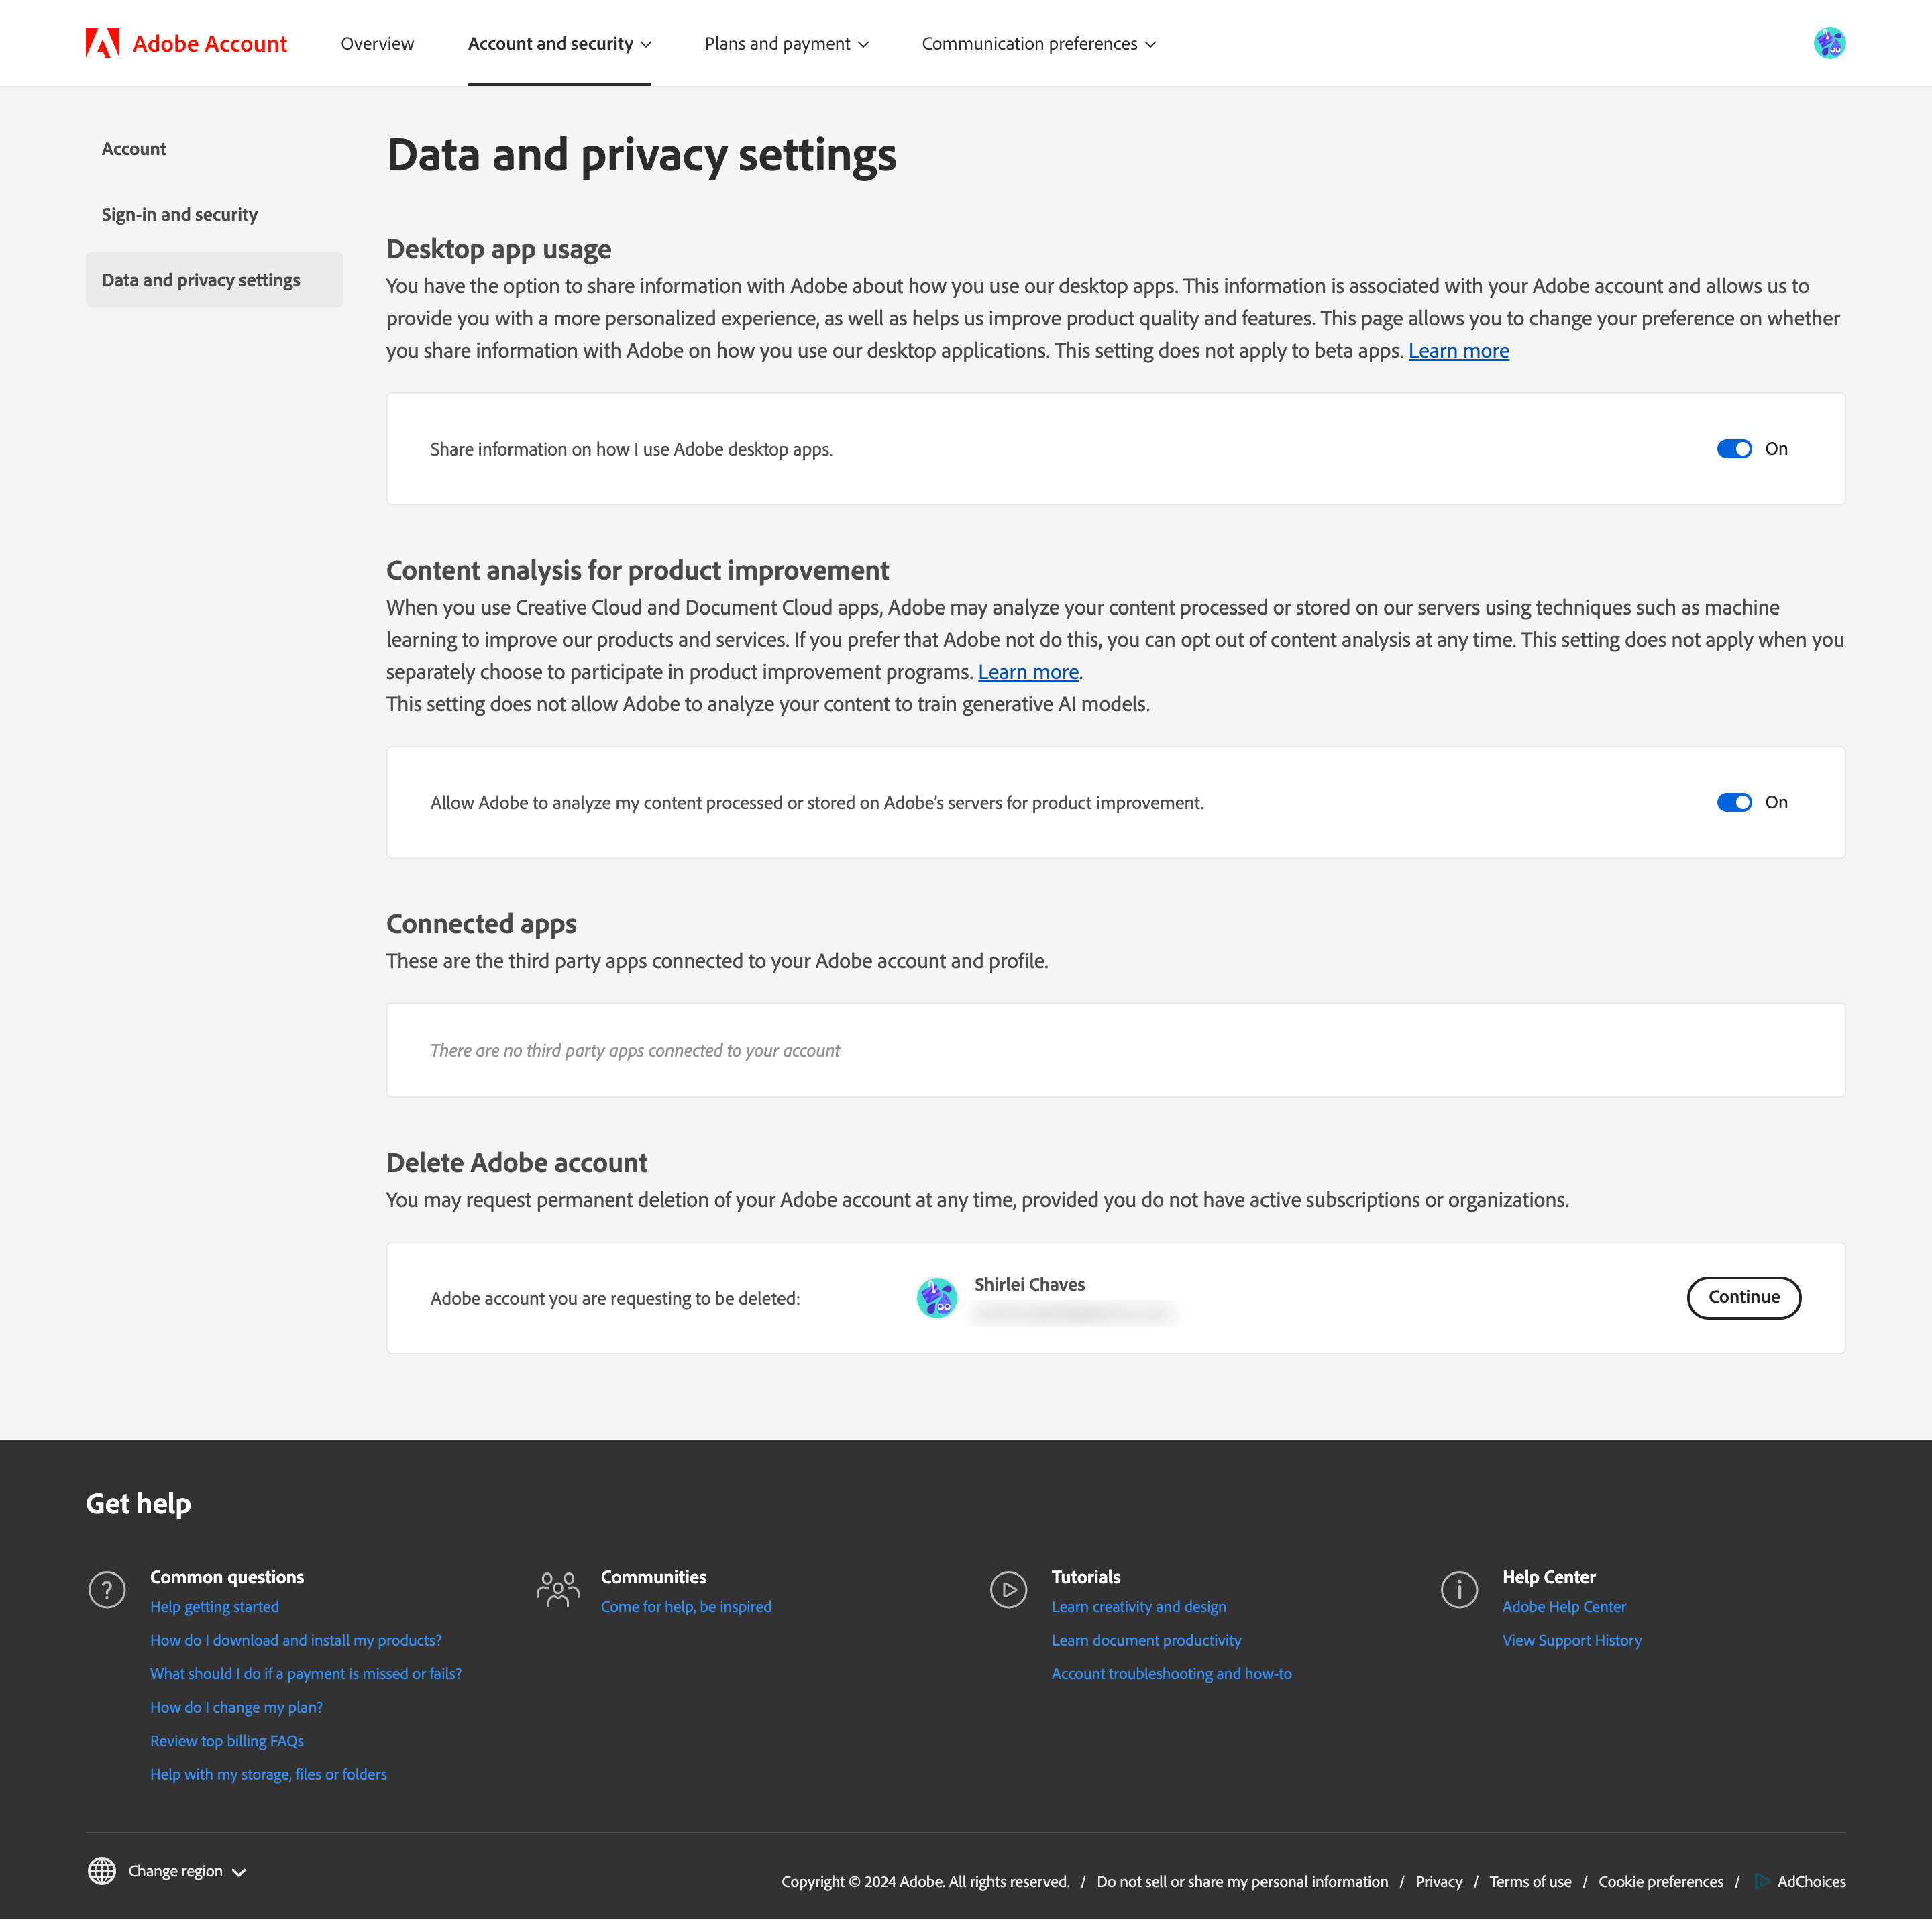 Adobe Account
Overview
Account and security
Plans and payment
Communication preferences
Account
Sign-in and security
Data and privacy settings
Data and privacy settings
Desktop app usage
You have the option to share information with Adobe about how you use our desktop apps. This information is associated with your Adobe account and allows us to
provide you with a more personalized experience, as well as helps us improve product quality and features. This page allows you to change your preference on whether
you share information with Adobe on how you use our desktop applications. This setting does not apply to beta apps. Learn more
Share information on how I use Adobe desktop apps.
On
Content analysis for product improvement
When you use Creative Cloud and Document Cloud apps, Adobe may analyze your content processed or stored on our servers using techniques such as machine
learning to improve our products and services. If you prefer that Adobe not do this, you can opt out of content analysis at any time. This setting does not apply when you
separately choose to participate in product improvement programs. Learn more.
This setting does not allow Adobe to analyze your content to train generative AI models.
Allow Adobe to analyze my content processed or stored on Adobe’s servers for product improvement.
On
Connected apps
These are the third party apps connected to your Adobe account and profile.
There are no third party apps connected to your account
Delete Adobe account
You may request permanent deletion of your Adobe account at any time, provided you do not have active subscriptions or organizations.
Adobe account you are requesting to be deleted:
Shirlei Chaves
Continue
Get help
Common questions
Help getting started
How do I download and install my products?
What should I do if a payment is missed or fails?
How do I change my plan?
Review top billing FAQs
Help with my storage, files or folders
Communities
Come for help, be inspired
Tutorials
Learn creativity and design
Learn document productivity
Account troubleshooting and how-to
Help Center
Adobe Help Center
View Support History
Change region
Copyright © 2024 Adobe. All rights reserved. / Do not sell or share my personal information / Privacy / Terms of use / Cookie preferences / AdChoices